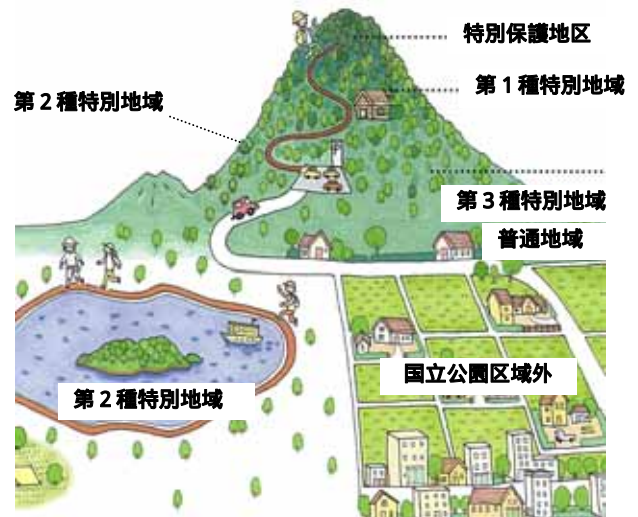 特別保護地区
第１種特別地域
第２種特別地域
第３種特別地域
普通地域
国立公園区域外
第２種特別地域